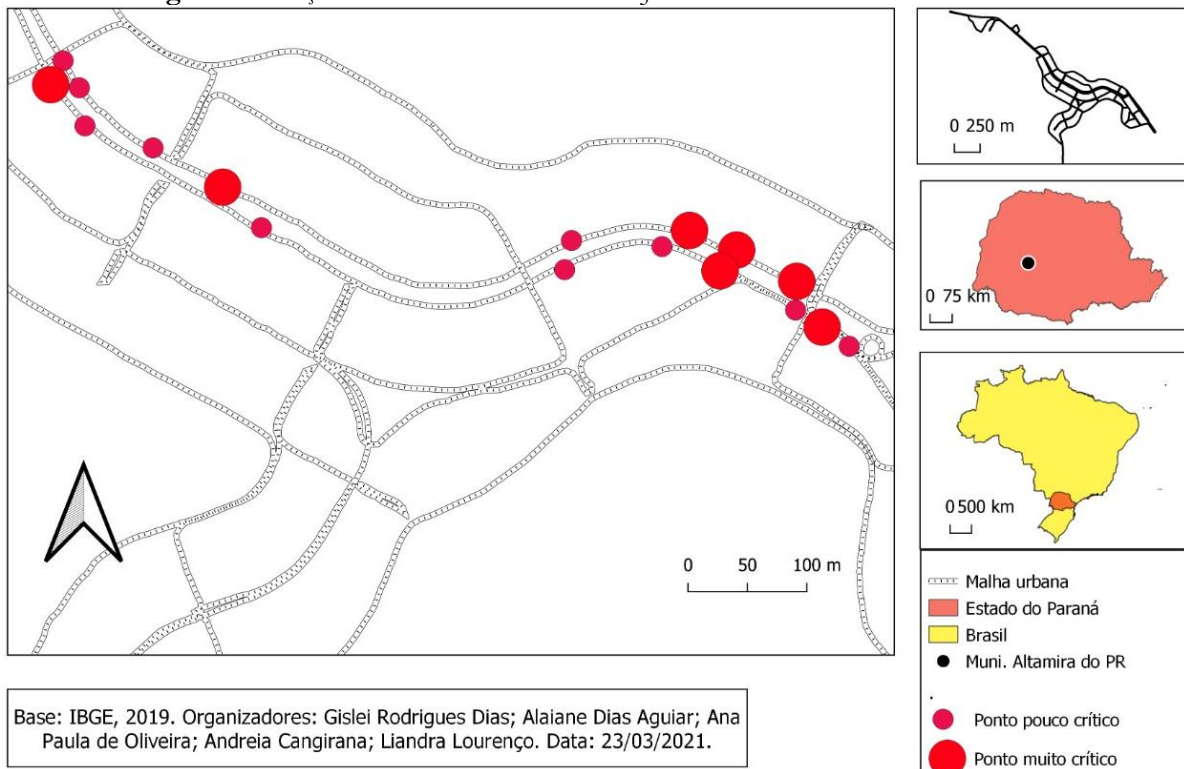 0 250 m
0 75 km
0 500 km
0 50 100 m
Malha urbana
Estado do Paraná
Brasil
Muni. Altamira do PR
Ponto pouco crítico
Ponto muito crítico
Base: IBGE, 2019. Organizadores: Gislei Rodrigues Dias; Alaiane Dias Aguiar; Ana
Paula de Oliveira; Andreia Cangirana; Liandra Lourenço. Data: 23/03/2021.